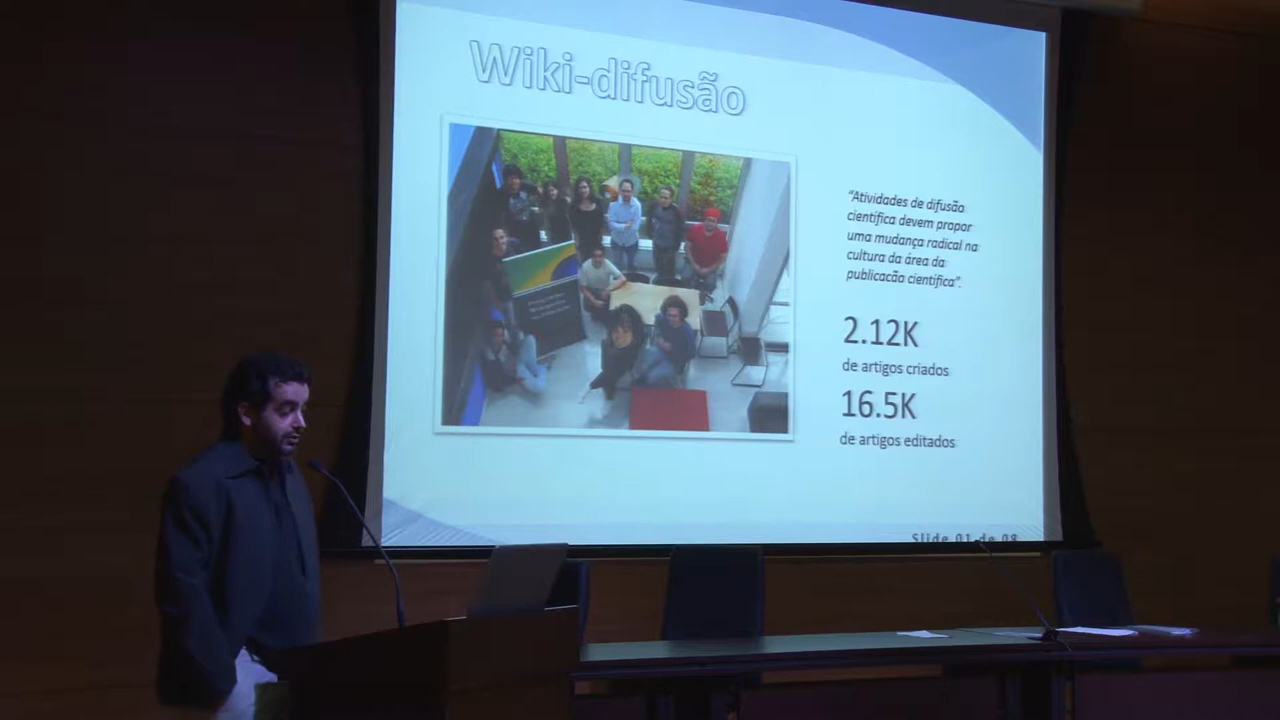 Wiki-difusão
“Atividades de difusão
científica devem propor
uma mudança radical na
cultura da área da
publicacão científica”.
2.12K
de artigos criados
16.5K
de artigos editados
Slide 01 de 08